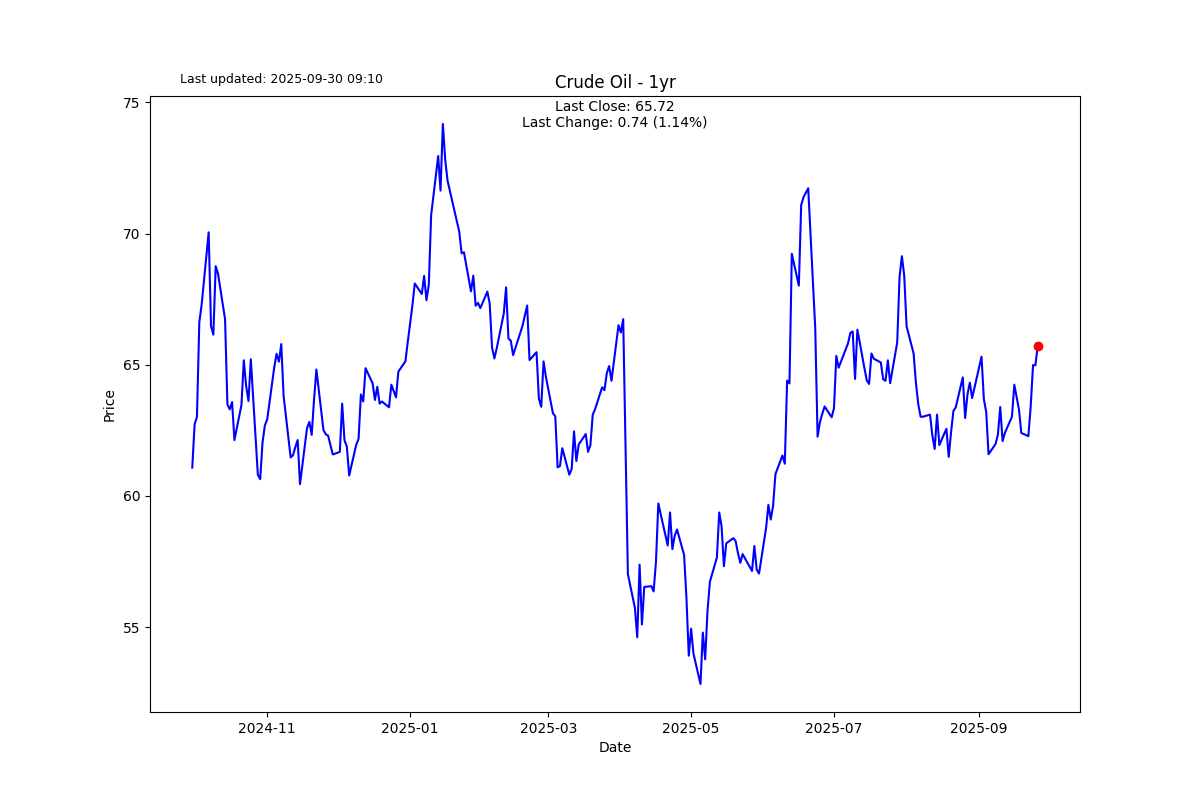 Last updated: 2025-09-30 09:10
Crude Oil - 1yr
Last Close: 65.72
Last Change: 0.74 (1.14%)
75
70
65
60
55
Price
2024-11
2025-01
2025-03
2025-05
2025-07
2025-09
Date